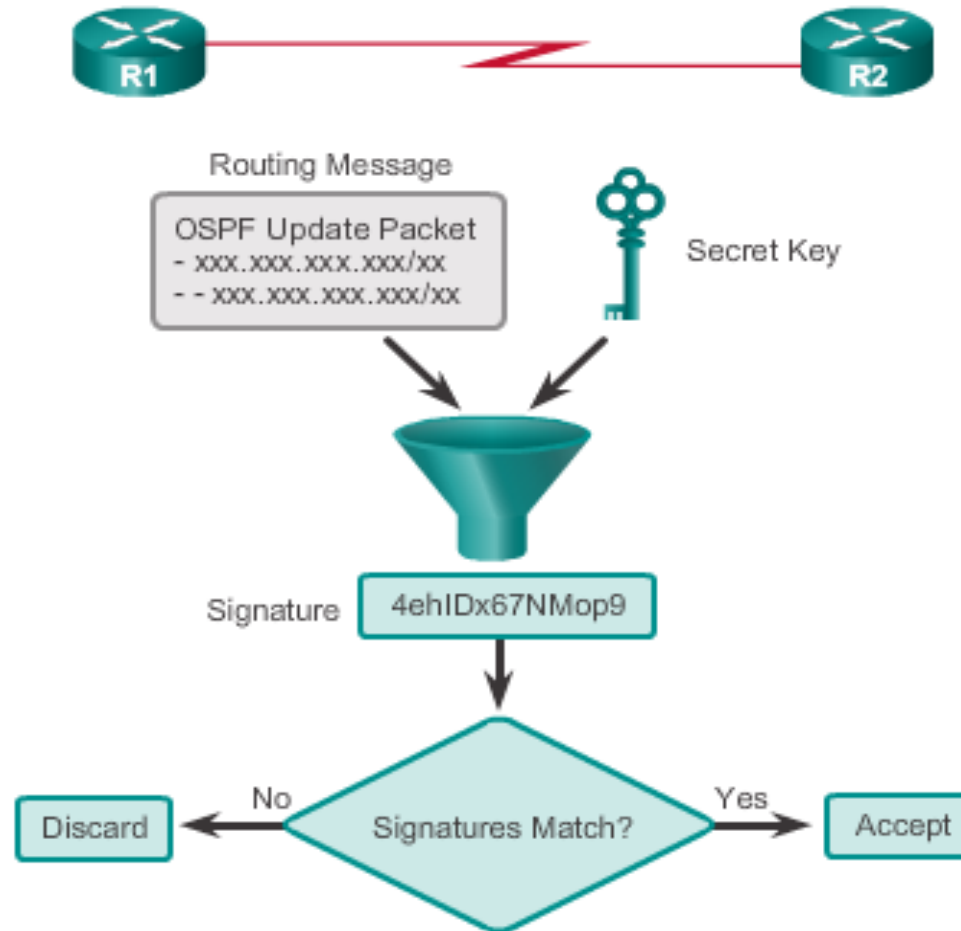 R1
R2
Routing Message
OSPF Update Packet
- xxx.xxx.xxx.xxx/xx
- - xxx.xxx.xxx.xxx/xx
Secret Key
Signature
4ehIDx67NMop9
No
Yes
Discard
Signatures Match?
Accept